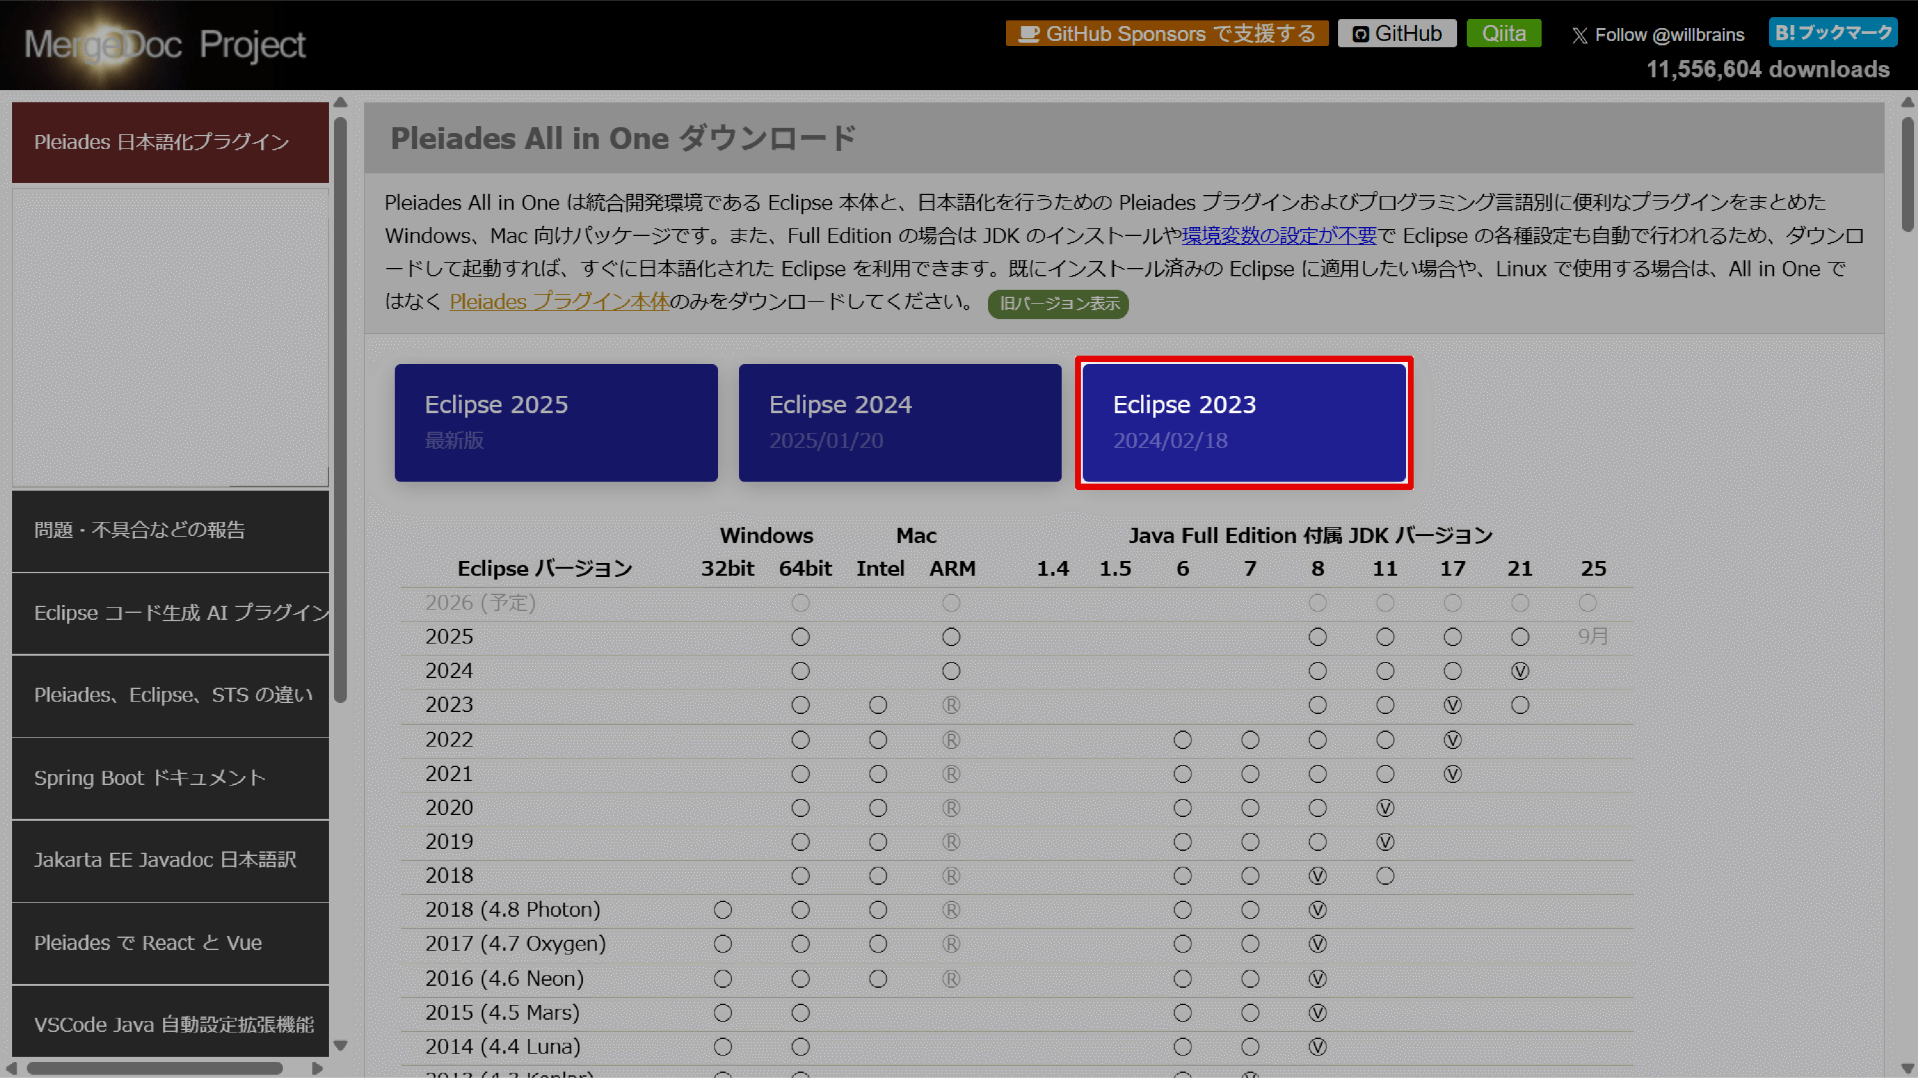 MergeDoc Project
GitHub Sponsors で支援する
GitHub
Qiita
Follow @willbrains
B! ブックマーク
11,556,604 downloads
Pleiades 日本語化プラグイン
問題・不具合などの報告
Eclipse コード生成 AI プラグイン
Pleiades、Eclipse、STS の違い
Spring Boot ドキュメント
Jakarta EE Javadoc 日本語訳
Pleiades で React と Vue
VSCode Java 自動設定拡張機能
Pleiades All in One ダウンロード
Pleiades All in One は統合開発環境である Eclipse 本体と、日本語化を行うための Pleiades プラグインおよびプログラミング言語別に便利なプラグインをまとめた
Windows、Mac 向けパッケージです。また、Full Edition の場合は JDK のインストールや環境変数の設定が不要で Eclipse の各種設定も自動で行われるため、ダウンロ
ードして起動すれば、すぐに日本語化された Eclipse を利用できます。既にインストール済みの Eclipse に適用したい場合や、Linux で使用する場合は、All in One で
はなく Pleiades プラグイン本体のみをダウンロードしてください。 旧バージョン表示
Eclipse 2025
最新版
Eclipse 2024
2025/01/20
Eclipse 2023
2024/02/18
Windows Mac Java Full Edition 付属 JDK バージョン
Eclipse バージョン 32bit 64bit Intel ARM 1.4 1.5 6 7 8 11 17 21 25
2026 (予定) ○ ○ ○ ○ ○ ○ ○
2025 ○ ○ ○ ○ ○ ○ 9月
2024 ○ ○ ○ ○ ○ Ⓥ
2023 ○ ○ Ⓡ ○ ○ Ⓥ ○
2022 ○ ○ Ⓡ ○ ○ ○ ○ Ⓥ
2021 ○ ○ Ⓡ ○ ○ ○ ○ Ⓥ
2020 ○ ○ Ⓡ ○ ○ ○ Ⓥ
2019 ○ ○ Ⓡ ○ ○ ○ Ⓥ
2018 ○ ○ Ⓡ ○ ○ Ⓥ ○
2018 (4.8 Photon) ○ ○ ○ Ⓡ ○ ○ Ⓥ
2017 (4.7 Oxygen) ○ ○ ○ Ⓡ ○ ○ Ⓥ
2016 (4.6 Neon) ○ ○ ○ Ⓡ ○ ○ Ⓥ
2015 (4.5 Mars) ○ ○ ○ ○ Ⓥ
2014 (4.4 Luna) ○ ○ ○ ○ Ⓥ